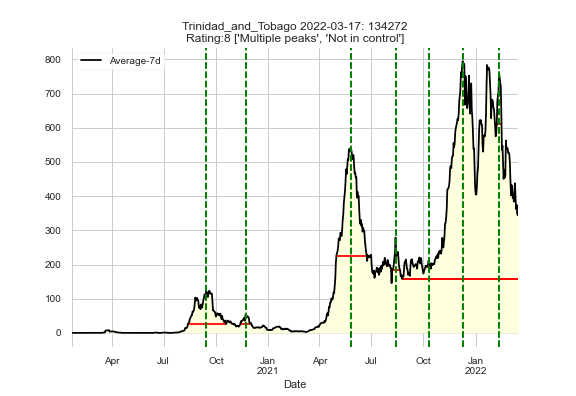 Trinidad_and_Tobago 2022-03-17: 134272
Rating:8 ['Multiple peaks', 'Not in control']
Average-7d
800
700
600
500
400
300
200
100
0
Apr
Jul
Oct
Jan
2021
Apr
Jul
Oct
Jan
2022
Date